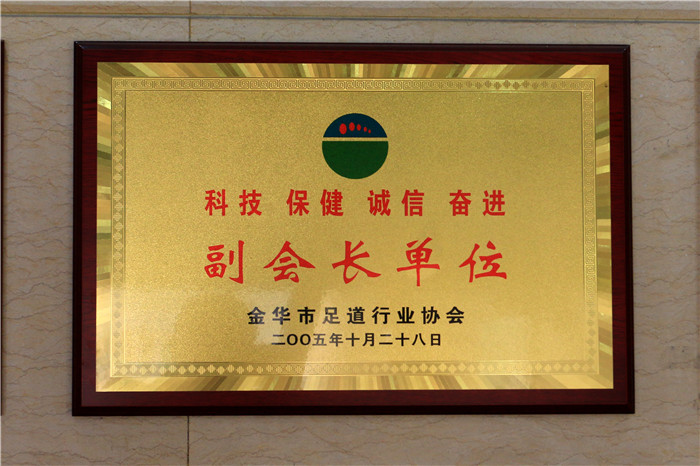 科技 保健 诚信 奋进
副会长单位
金华市足道行业协会
二OO五年十月二十八日